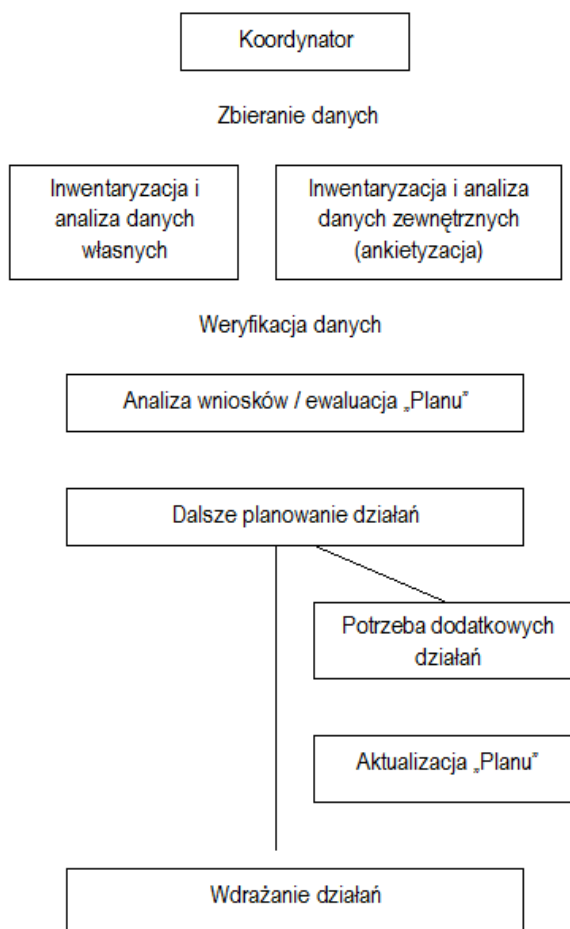 Koordynator
Zbieranie danych
Inwentaryzacja i
analiza danych
własnych
Inwentaryzacja i analiza
danych zewnętrznych
(ankietyzacja)
Weryfikacja danych
Analiza wniosków / ewaluacja „Planu”
Dalsze planowanie działań
Potrzeba dodatkowych
działań
Aktualizacja „Planu”
Wdrażanie działań